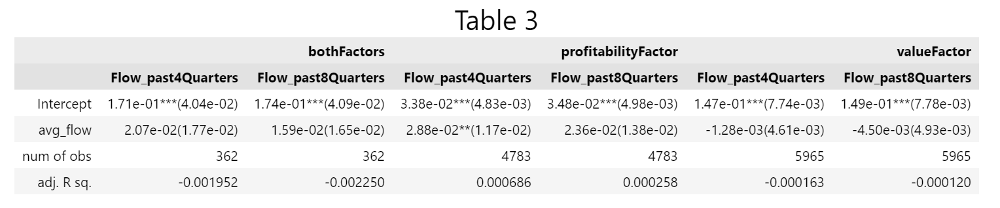 Table 3
bothFactors profitabilityFactor valueFactor
Flow_past4Quarters Flow_past8Quarters Flow_past4Quarters Flow_past8Quarters Flow_past4Quarters Flow_past8Quarters
Intercept 1.71e-01***(4.04e-02) 1.74e-01***(4.09e-02) 3.38e-02***(4.83e-03) 3.48e-02***(4.98e-03) 1.47e-01***(7.74e-03) 1.49e-01***(7.78e-03)
avg_flow 2.07e-02(1.77e-02) 1.59e-02(1.65e-02) 2.88e-02**(1.17e-02) 2.36e-02(1.38e-02) -1.28e-03(4.61e-03) -4.50e-03(4.93e-03)
num of obs 362 362 4783 4783 5965 5965
adj. R sq. -0.001952 -0.002250 0.000686 0.000258 -0.000163 -0.000120